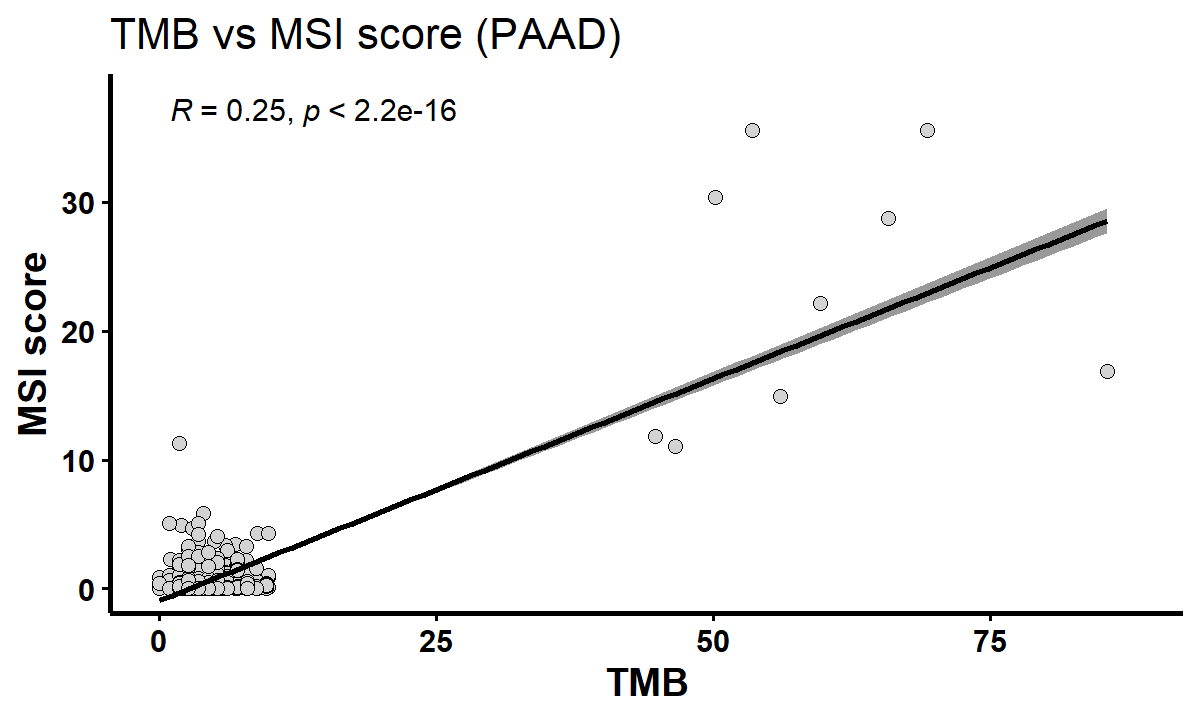 TMB vs MSI score (PAAD)
R = 0.25, p < 2.2e-16
MSI score
30
20
10
0
0 25 50 75
TMB